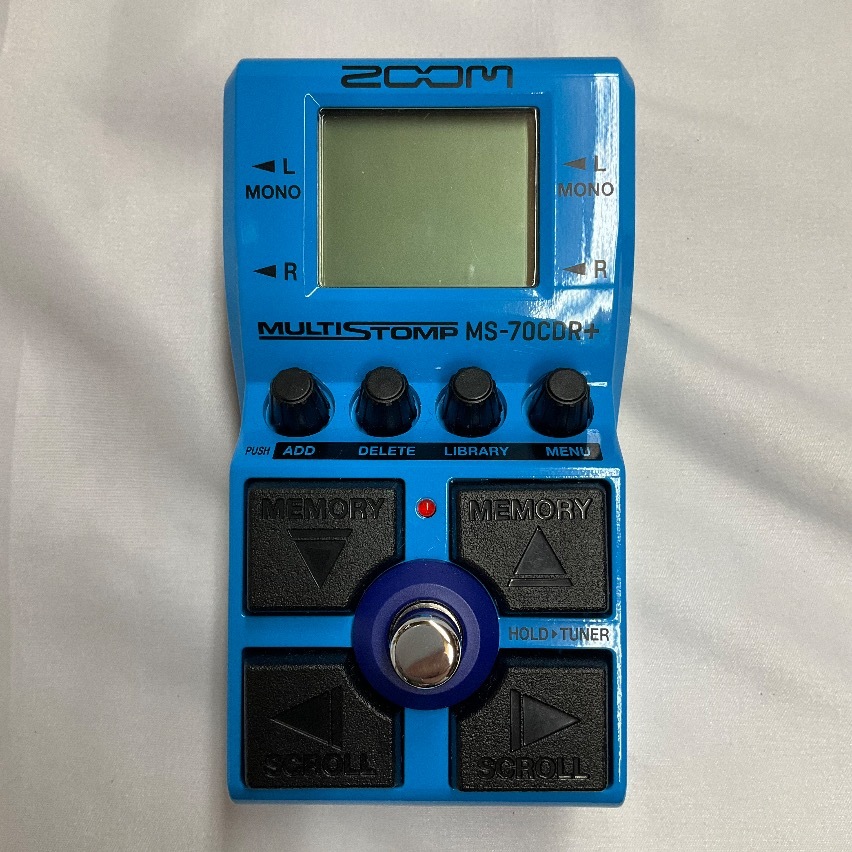 ZOOM
◄ L ◄ L
MONO MONO
◄ R ◄ R
MULTISTOMP MS-70CDR+
PUSH ADD DELETE LIBRARY MENU
MEMORY MEMORY
HOLD▸TUNER
SCROLL SCROLL